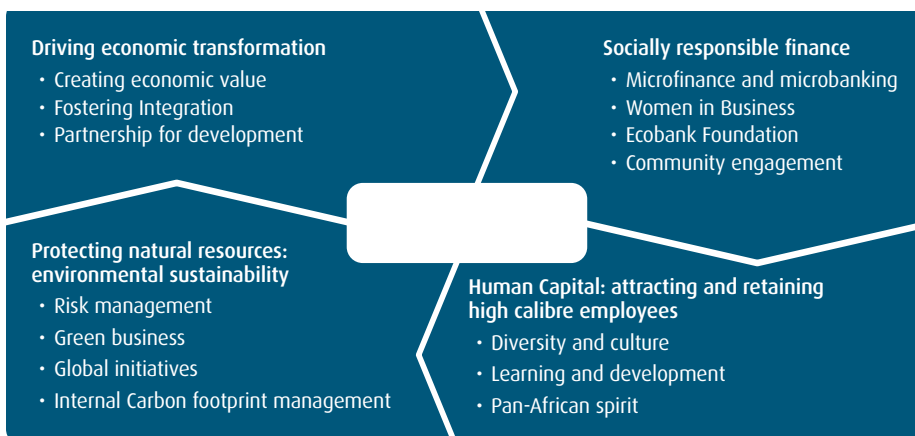 Driving economic transformation
• Creating economic value
• Fostering Integration
• Partnership for development
Socially responsible finance
• Microfinance and microbanking
• Women in Business
• Ecobank Foundation
• Community engagement
Protecting natural resources:
environmental sustainability
• Risk management
• Green business
• Global initiatives
• Internal Carbon footprint management
Human Capital: attracting and retaining
high calibre employees
• Diversity and culture
• Learning and development
• Pan-African spirit